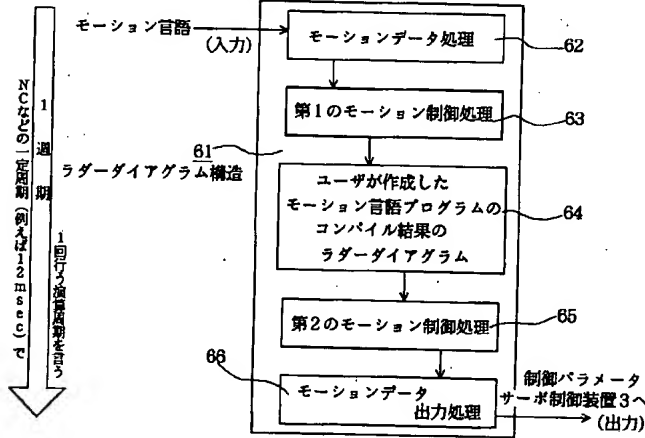 モーション言語
(入力)
モーションデータ処理
62
第1のモーション制御処理
63
61
ラダーダイアグラム構造
ユーザが作成した
モーション言語プログラムの
コンパイル結果の
ラダーダイアグラム
64
第2のモーション制御処理
65
66
モーションデータ
出力処理
制御パラメータ
サーボ制御装置3へ
(出力)
1週期
NCなどの一定周期(例えば12msec)で
1回行う演算周期を言う